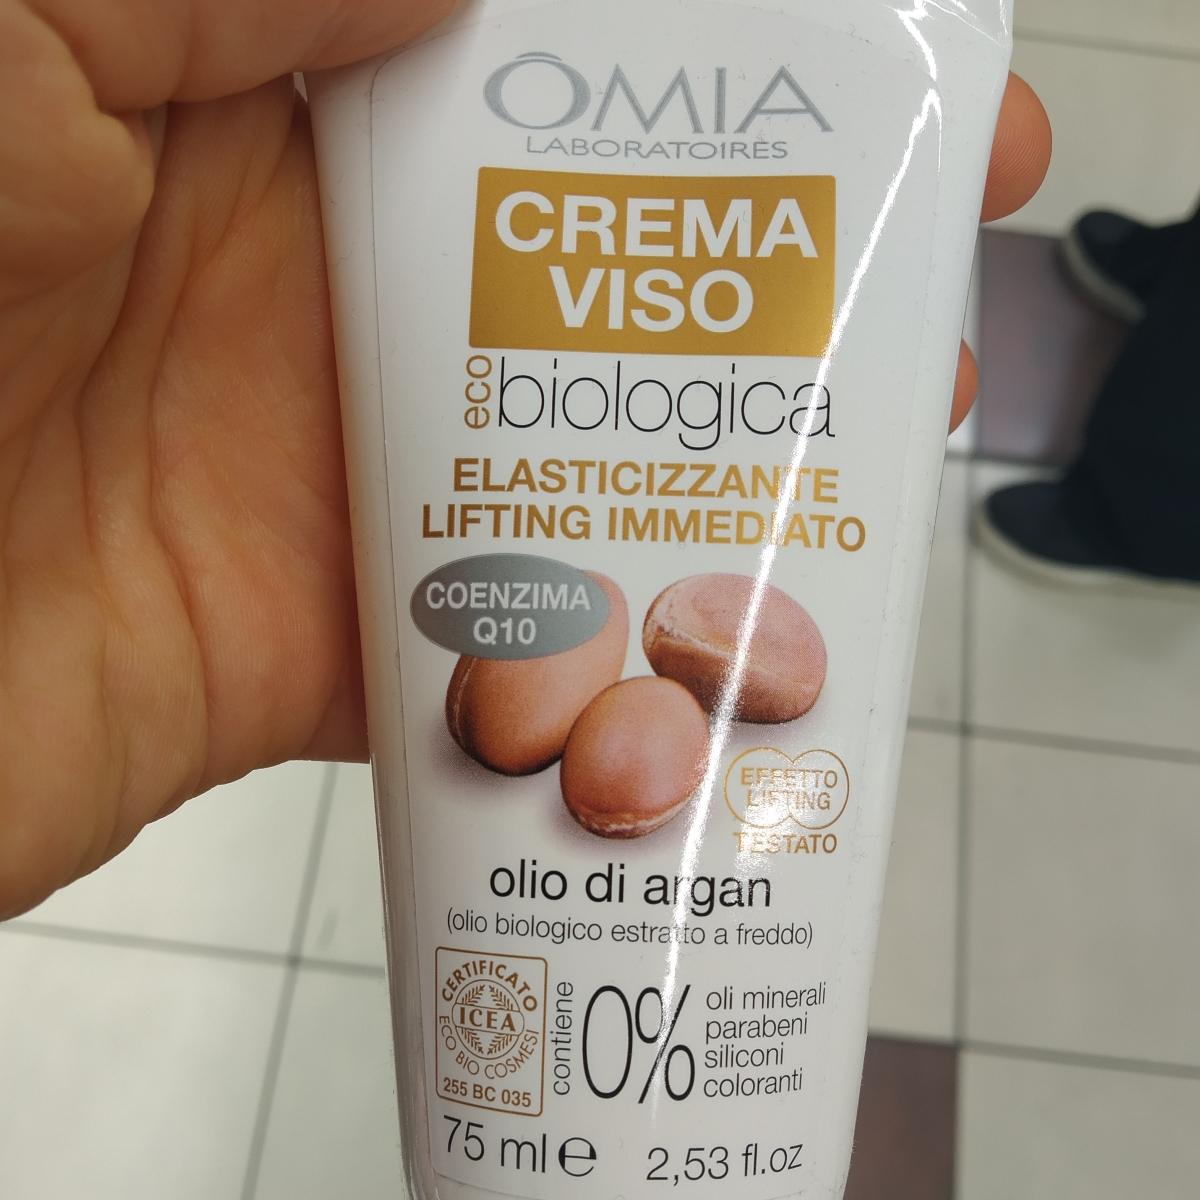 ÔMIA
LABORATOIRES
CREMA
VISO
eco biologica
ELASTICIZZANTE
LIFTING IMMEDIATO
COENZIMA
Q10
EFFETTO
LIFTING
TESTATO
olio di argan
(olio biologico estratto a freddo)
CERTIFICATO
ICEA
ECO BIO COSMESI
255 BC 035
contiene
0%
oli minerali
parabeni
siliconi
coloranti
75 ml e 2,53 fl.oz